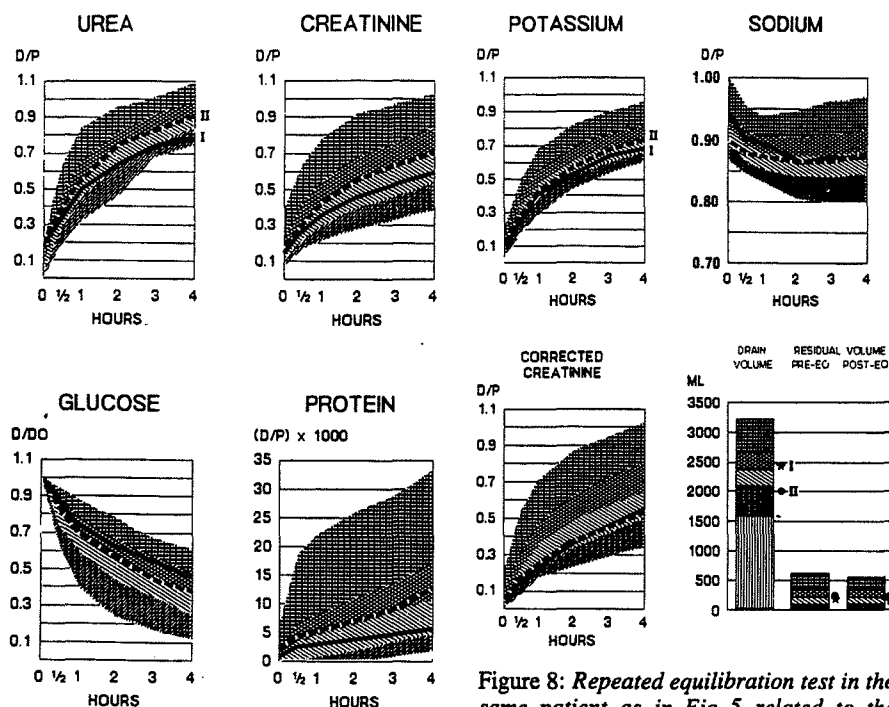 UREA
D/P
1.1
0.9
0.7
0.5
0.3
0.1
II
I
0 ½ 1 2 3 4
HOURS
CREATININE
D/P
1.1
0.9
0.7
0.5
0.3
0.1
0 ½ 1 2 3 4
HOURS
POTASSIUM
D/P
1.1
0.9
0.7
0.5
0.3
0.1
II
I
0 ½ 1 2 3 4
HOURS
SODIUM
D/P
1.00
0.90
0.80
0.70
0 ½ 1 2 3 4
HOURS
GLUCOSE
D/DO
1.1
0.9
0.7
0.5
0.3
0.1
0 ½ 1 2 3 4
HOURS
PROTEIN
(D/P) x 1000
35
30
25
20
15
10
5
0
0 ½ 1 2 3 4
HOURS
CORRECTED
CREATININE
D/P
1.1
0.9
0.7
0.5
0.3
0.1
0 ½ 1 2 3 4
HOURS
DRAIN RESIDUAL VOLUME
VOLUME PRE-EQ POST-EQ
ML
3500
3000
2500
2000
1500
1000
500
0
I
II
Figure 8: Repeated equilibration test in the
same patient as in Fig 5 related to the